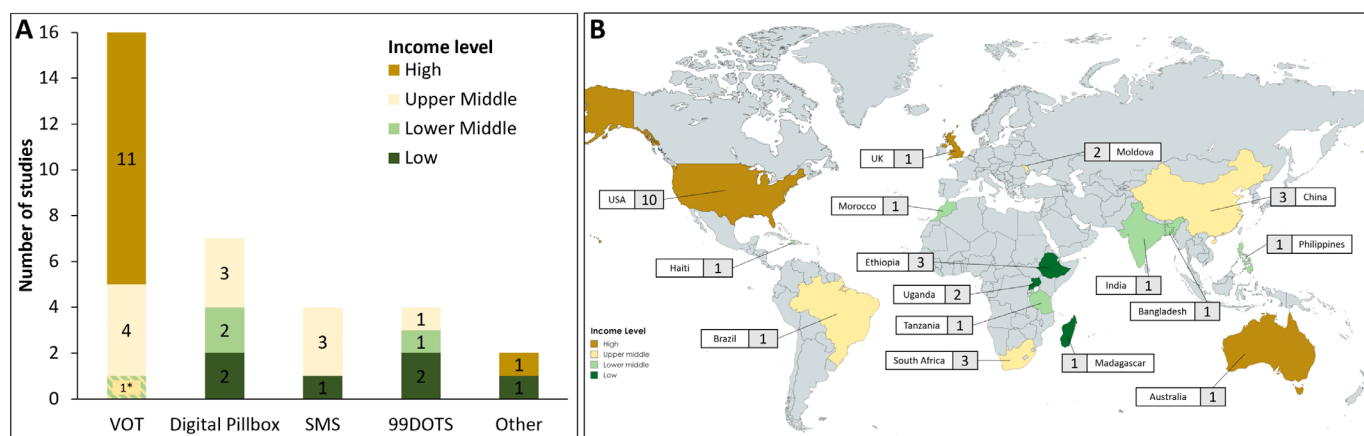 A
Number of studies
16
14
12
10
8
6
4
2
0
Income level
High
Upper Middle
Lower Middle
Low
11
4
1*
3
2
2
3
1
1
1
2
1
1
VOT
Digital Pillbox
SMS
99DOTS
Other
B
UK 1
2 Moldova
USA 10
3 China
Morocco 1
1 Philippines
Haiti 1
Ethiopia 3
India 1
Uganda 2
Bangladesh 1
Tanzania 1
Brazil 1
South Africa 3
1 Madagascar
Australia 1
Income Level
High
Upper middle
Lower middle
Low